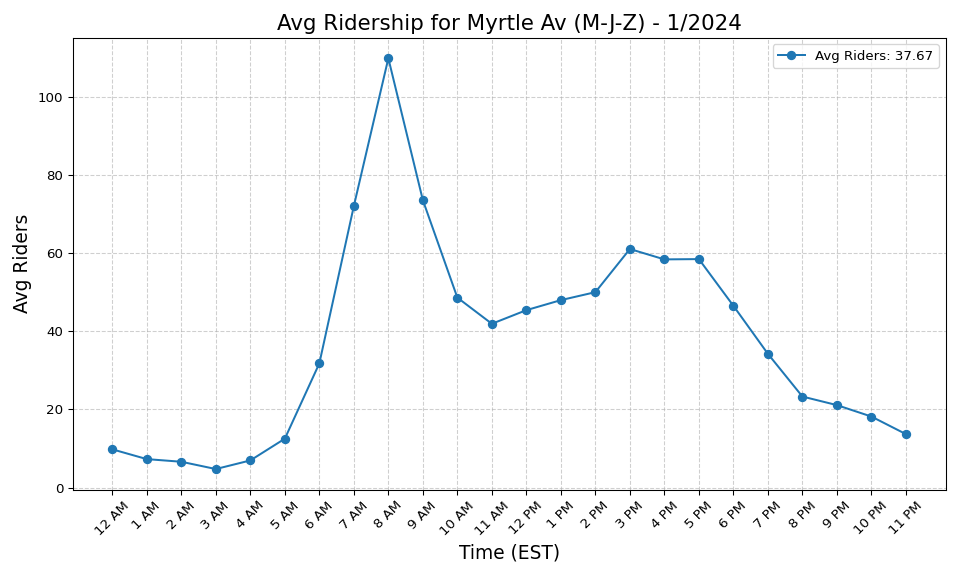 Avg Ridership for Myrtle Av (M-J-Z) - 1/2024
Avg Riders: 37.67
Avg Riders
100
80
60
40
20
0
12 AM
1 AM
2 AM
3 AM
4 AM
5 AM
6 AM
7 AM
8 AM
9 AM
10 AM
11 AM
12 PM
1 PM
2 PM
3 PM
4 PM
5 PM
6 PM
7 PM
8 PM
9 PM
10 PM
11 PM
Time (EST)